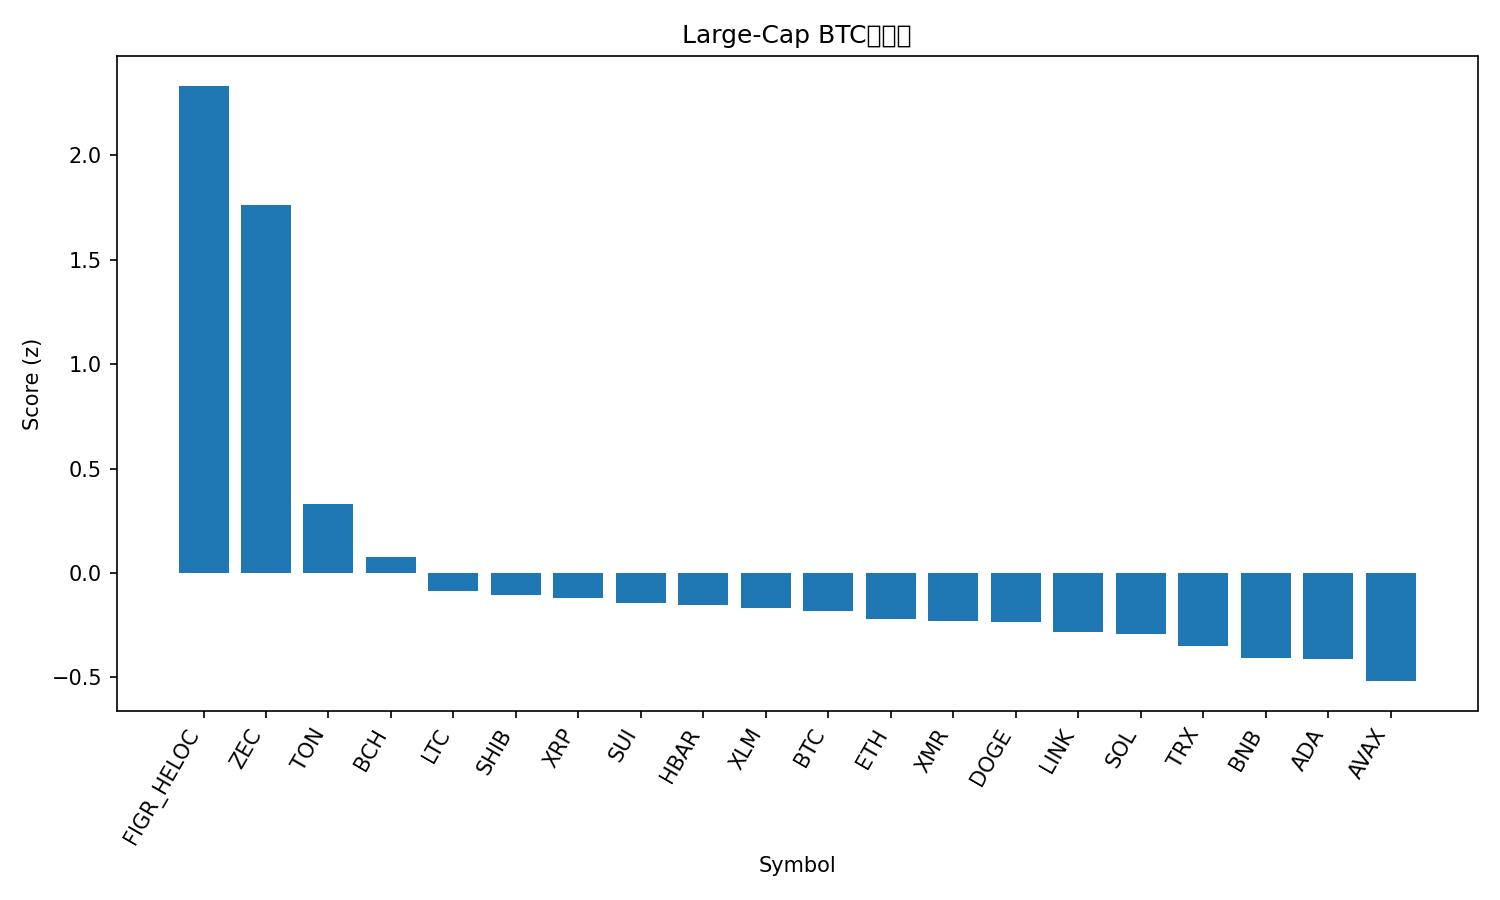 Large-Cap BTC
Score (z)
2.0
1.5
1.0
0.5
0.0
−0.5
FIGR_HELOC
ZEC
TON
BCH
LTC
SHIB
XRP
SUI
HBAR
XLM
BTC
ETH
XMR
DOGE
LINK
SOL
TRX
BNB
ADA
AVAX
Symbol